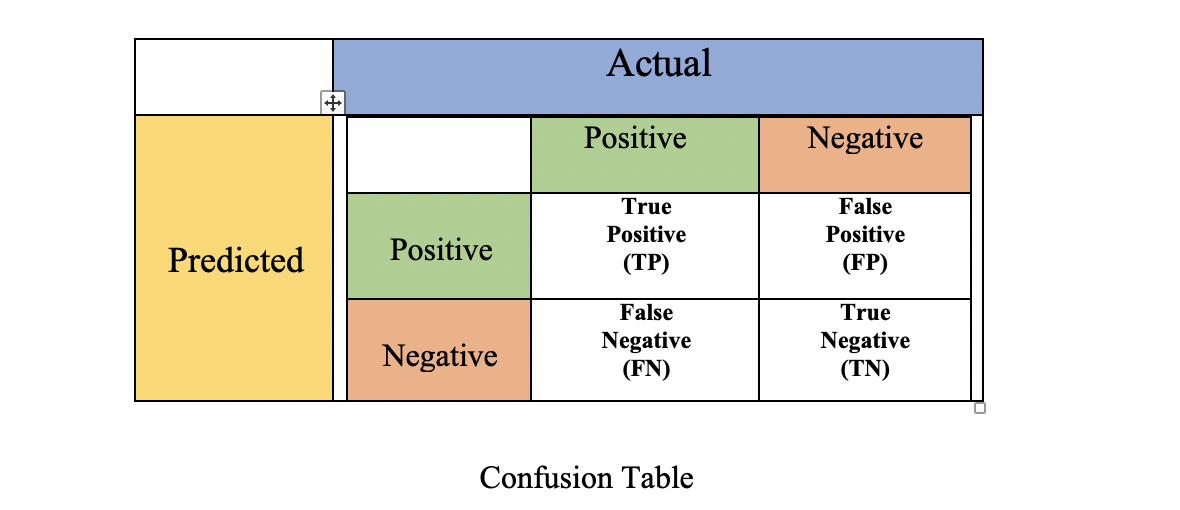 Actual
Positive
Negative
Predicted
Positive
True
Positive
(TP)
False
Positive
(FP)
Negative
False
Negative
(FN)
True
Negative
(TN)
Confusion Table